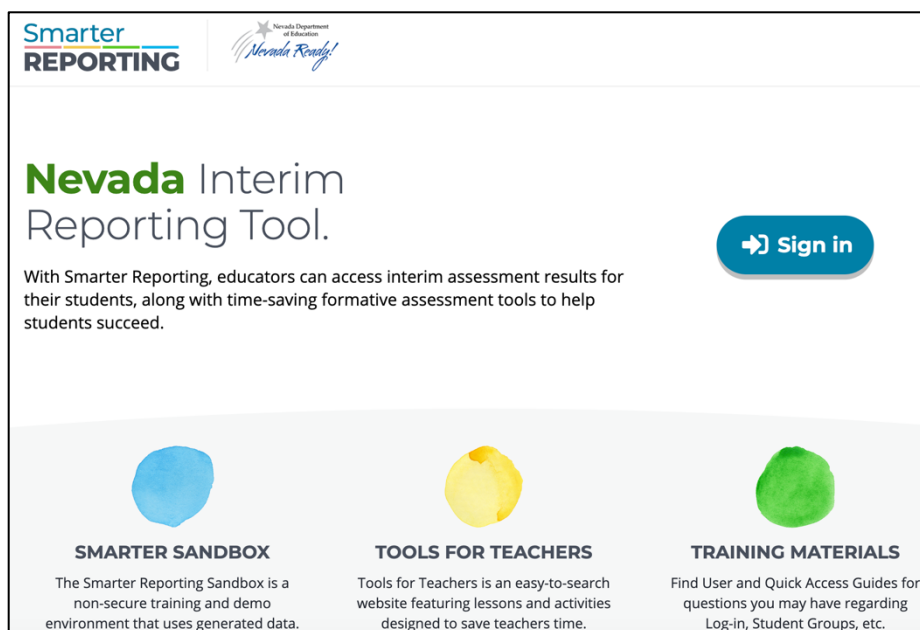 Smarter
REPORTING
Nevada Department
of Education
Nevada Ready!
Nevada Interim
Reporting Tool.
With Smarter Reporting, educators can access interim assessment results for
their students, along with time-saving formative assessment tools to help
students succeed.
Sign in
SMARTER SANDBOX
The Smarter Reporting Sandbox is a
non-secure training and demo
environment that uses generated data.
TOOLS FOR TEACHERS
Tools for Teachers is an easy-to-search
website featuring lessons and activities
designed to save teachers time.
TRAINING MATERIALS
Find User and Quick Access Guides for
questions you may have regarding
Log-in, Student Groups, etc.